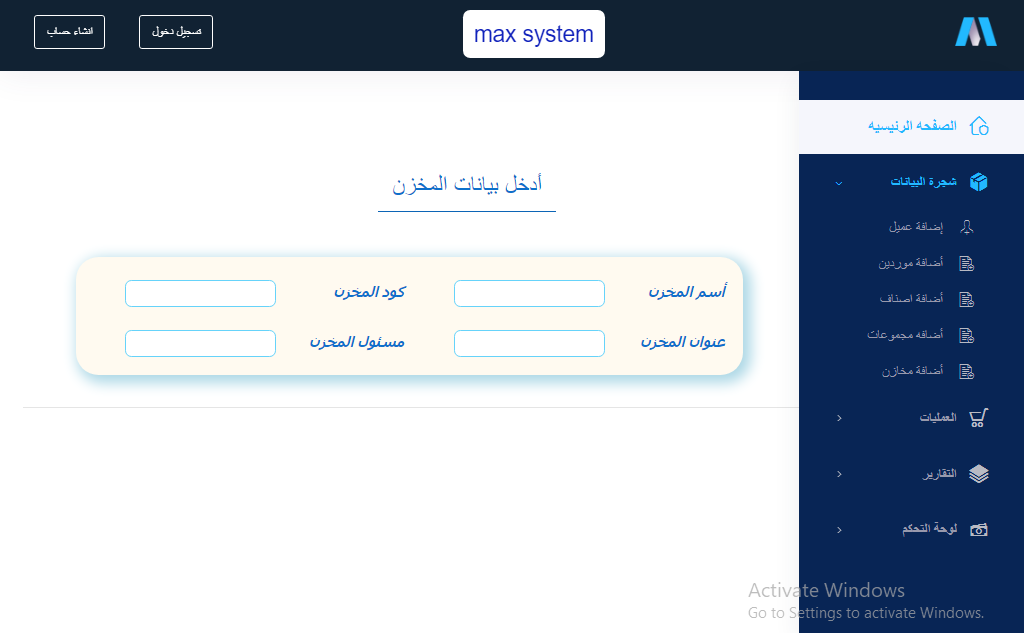 max system
تسجيل دخول
انشاء حساب
الصفحه الرئيسيه
شجرة البيانات
إضافة عميل
أضافة موردين
أضافة اصناف
أضافه مجموعات
أضافة مخازن
العمليات
التقارير
لوحة التحكم
أدخل بيانات المخزن
أسم المخزن
كود المخزن
عنوان المخزن
مسئول المخزن
Activate Windows
Go to Settings to activate Windows.